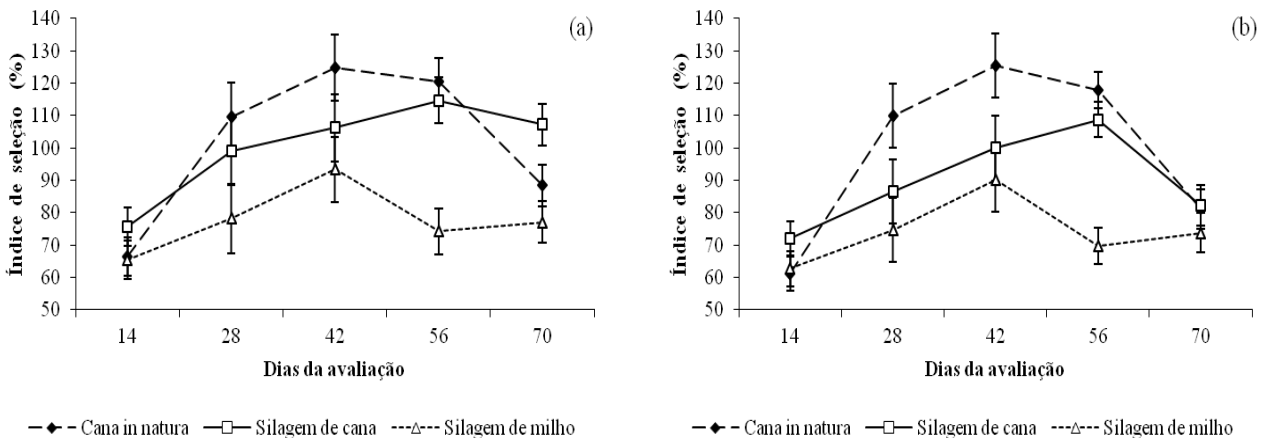 (a)
Índice de seleção (%)
140
130
120
110
100
90
80
70
60
50
14 28 42 56 70
Dias da avaliação
Cana in natura Silagem de cana Silagem de milho
(b)
Índice de seleção (%)
140
130
120
110
100
90
80
70
60
50
14 28 42 56 70
Dias da avaliação
Cana in natura Silagem de cana Silagem de milho